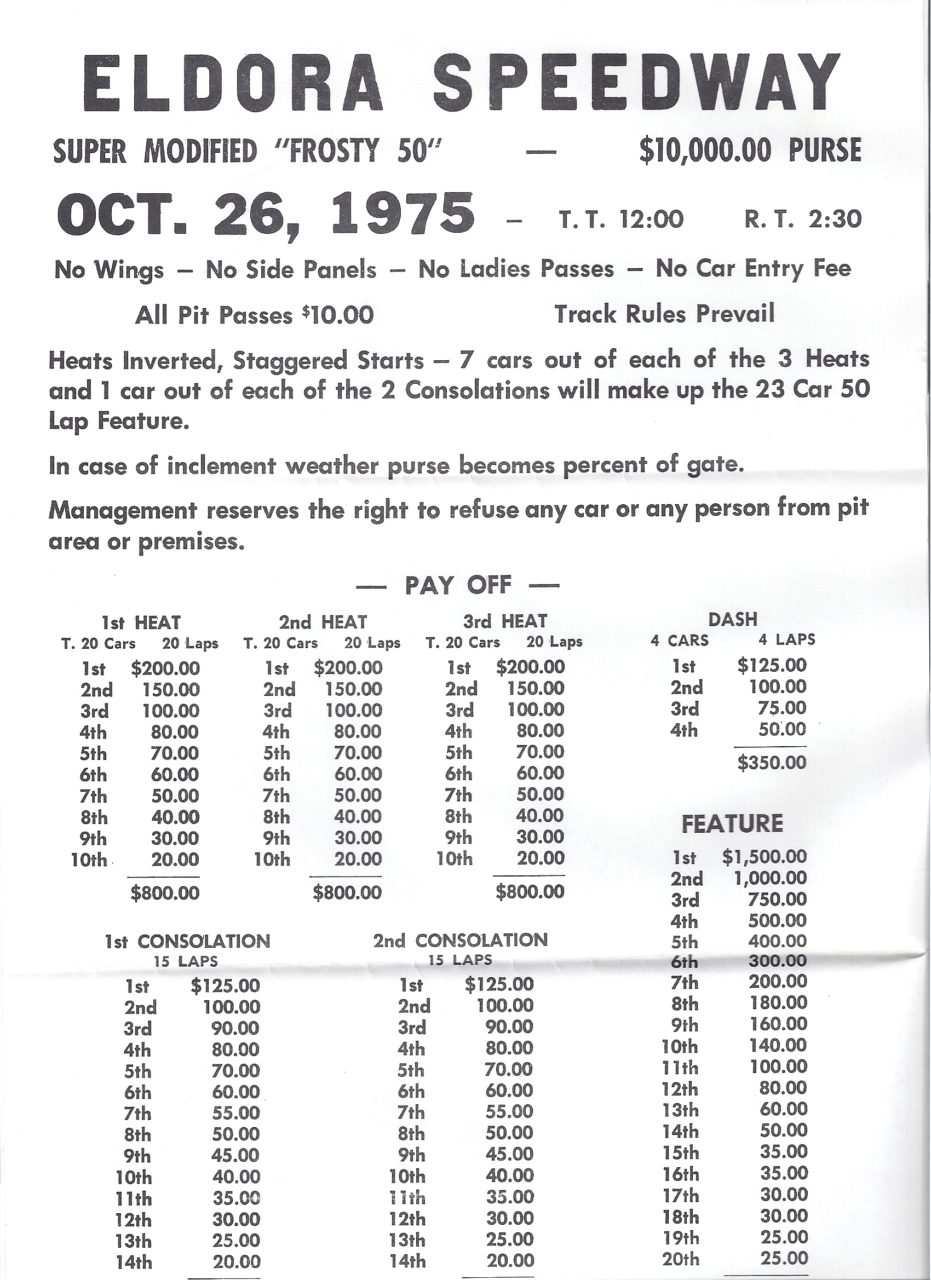 ELDORA SPEEDWAY
SUPER MODIFIED "FROSTY 50" — $10,000.00 PURSE
OCT. 26, 1975 – T. T. 12:00 R. T. 2:30
No Wings – No Side Panels – No Ladies Passes – No Car Entry Fee
All Pit Passes $10.00 Track Rules Prevail
Heats Inverted, Staggered Starts – 7 cars out of each of the 3 Heats
and 1 car out of each of the 2 Consolations will make up the 23 Car 50
Lap Feature.
In case of inclement weather purse becomes percent of gate.
Management reserves the right to refuse any car or any person from pit
area or premises.
— PAY OFF —
1st HEAT
T. 20 Cars 20 Laps
1st $200.00
2nd 150.00
3rd 100.00
4th 80.00
5th 70.00
6th 60.00
7th 50.00
8th 40.00
9th 30.00
10th 20.00
$800.00
2nd HEAT
T. 20 Cars 20 Laps
1st $200.00
2nd 150.00
3rd 100.00
4th 80.00
5th 70.00
6th 60.00
7th 50.00
8th 40.00
9th 30.00
10th 20.00
$800.00
3rd HEAT
T. 20 Cars 20 Laps
1st $200.00
2nd 150.00
3rd 100.00
4th 80.00
5th 70.00
6th 60.00
7th 50.00
8th 40.00
9th 30.00
10th 20.00
$800.00
DASH
4 CARS 4 LAPS
1st $125.00
2nd 100.00
3rd 75.00
4th 50.00
$350.00
1st CONSOLATION
15 LAPS
1st $125.00
2nd 100.00
3rd 90.00
4th 80.00
5th 70.00
6th 60.00
7th 55.00
8th 50.00
9th 45.00
10th 40.00
11th 35.00
12th 30.00
13th 25.00
14th 20.00
2nd CONSOLATION
15 LAPS
1st $125.00
2nd 100.00
3rd 90.00
4th 80.00
5th 70.00
6th 60.00
7th 55.00
8th 50.00
9th 45.00
10th 40.00
11th 35.00
12th 30.00
13th 25.00
14th 20.00
FEATURE
1st $1,500.00
2nd 1,000.00
3rd 750.00
4th 500.00
5th 400.00
6th 300.00
7th 200.00
8th 180.00
9th 160.00
10th 140.00
11th 100.00
12th 80.00
13th 60.00
14th 50.00
15th 35.00
16th 35.00
17th 30.00
18th 30.00
19th 25.00
20th 25.00